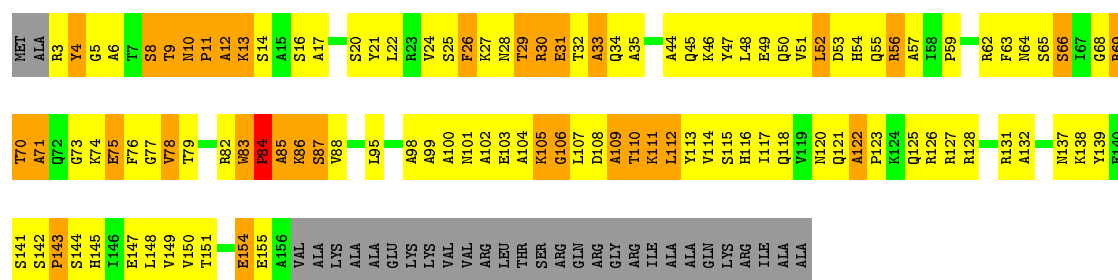 MET ALA R3 Y4 G5 A6 T7 S8 T9 N10 P11 A12 K13 S14 A15 S16 A17 S20 Y21 L22 R23 V24 S25 F26 K27 N28 T29 R30 E31 T32 A33 Q34 A35 A44 Q45 K46 Y47 L48 E49 Q50 V51 L52 D53 H54 Q55 R56 A57 I58 P59 R62 F63 N64 S65 S66 I67 G68 R69
T70 A71 Q72 G73 K74 E75 F76 G77 V78 T79 R82 W83 P84 A85 K86 S87 V88 L95 A98 A99 A100 N101 A102 E103 A104 K105 G106 L107 D108 A109 T110 K111 L112 Y113 V114 S115 H116 I117 Q118 V119 N120 Q121 A122 P123 K124 Q125 R126 R127 R128 R131 A132 N137 K138 Y139 E140
S141 S142 P143 S144 H145 I146 E147 L148 V149 V150 T151 E154 E155 A156 VAL ALA LYS ALA ALA GLU LYS LYS VAL VAL ARG LEU THR SER ARG GLN ARG GLY ARG ILE ALA ALA GLN LYS ARG ILE ALA ALA